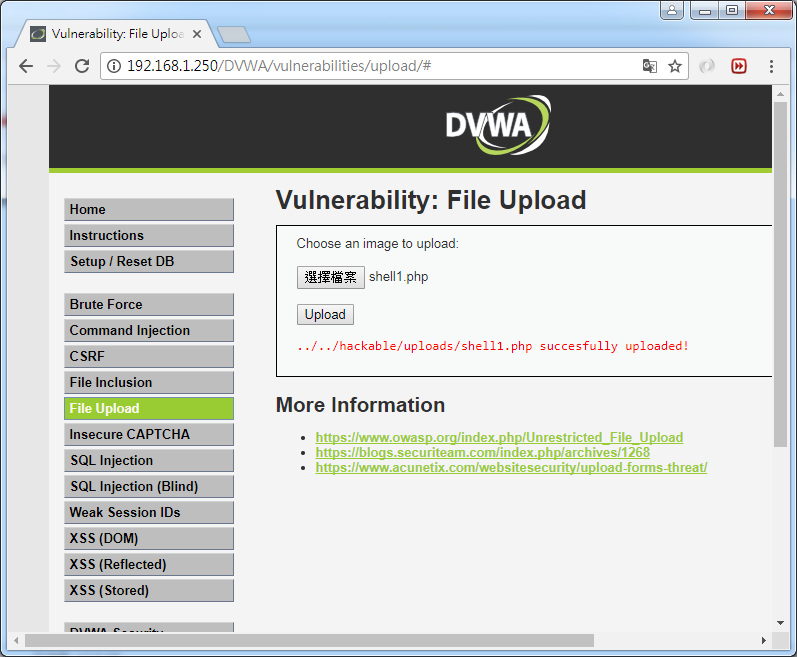 Vulnerability: File Uploa
192.168.1.250/DVWA/vulnerabilities/upload/#
DVWA
Home
Instructions
Setup / Reset DB
Brute Force
Command Injection
CSRF
File Inclusion
File Upload
Insecure CAPTCHA
SQL Injection
SQL Injection (Blind)
Weak Session IDs
XSS (DOM)
XSS (Reflected)
XSS (Stored)
DVWA Security
Vulnerability: File Upload
Choose an image to upload:
選擇檔案 shell1.php
Upload
../../hackable/uploads/shell1.php succesfully uploaded!
More Information
https://www.owasp.org/index.php/Unrestricted_File_Upload
https://blogs.securiteam.com/index.php/archives/1268
https://www.acunetix.com/websitesecurity/upload-forms-threat/